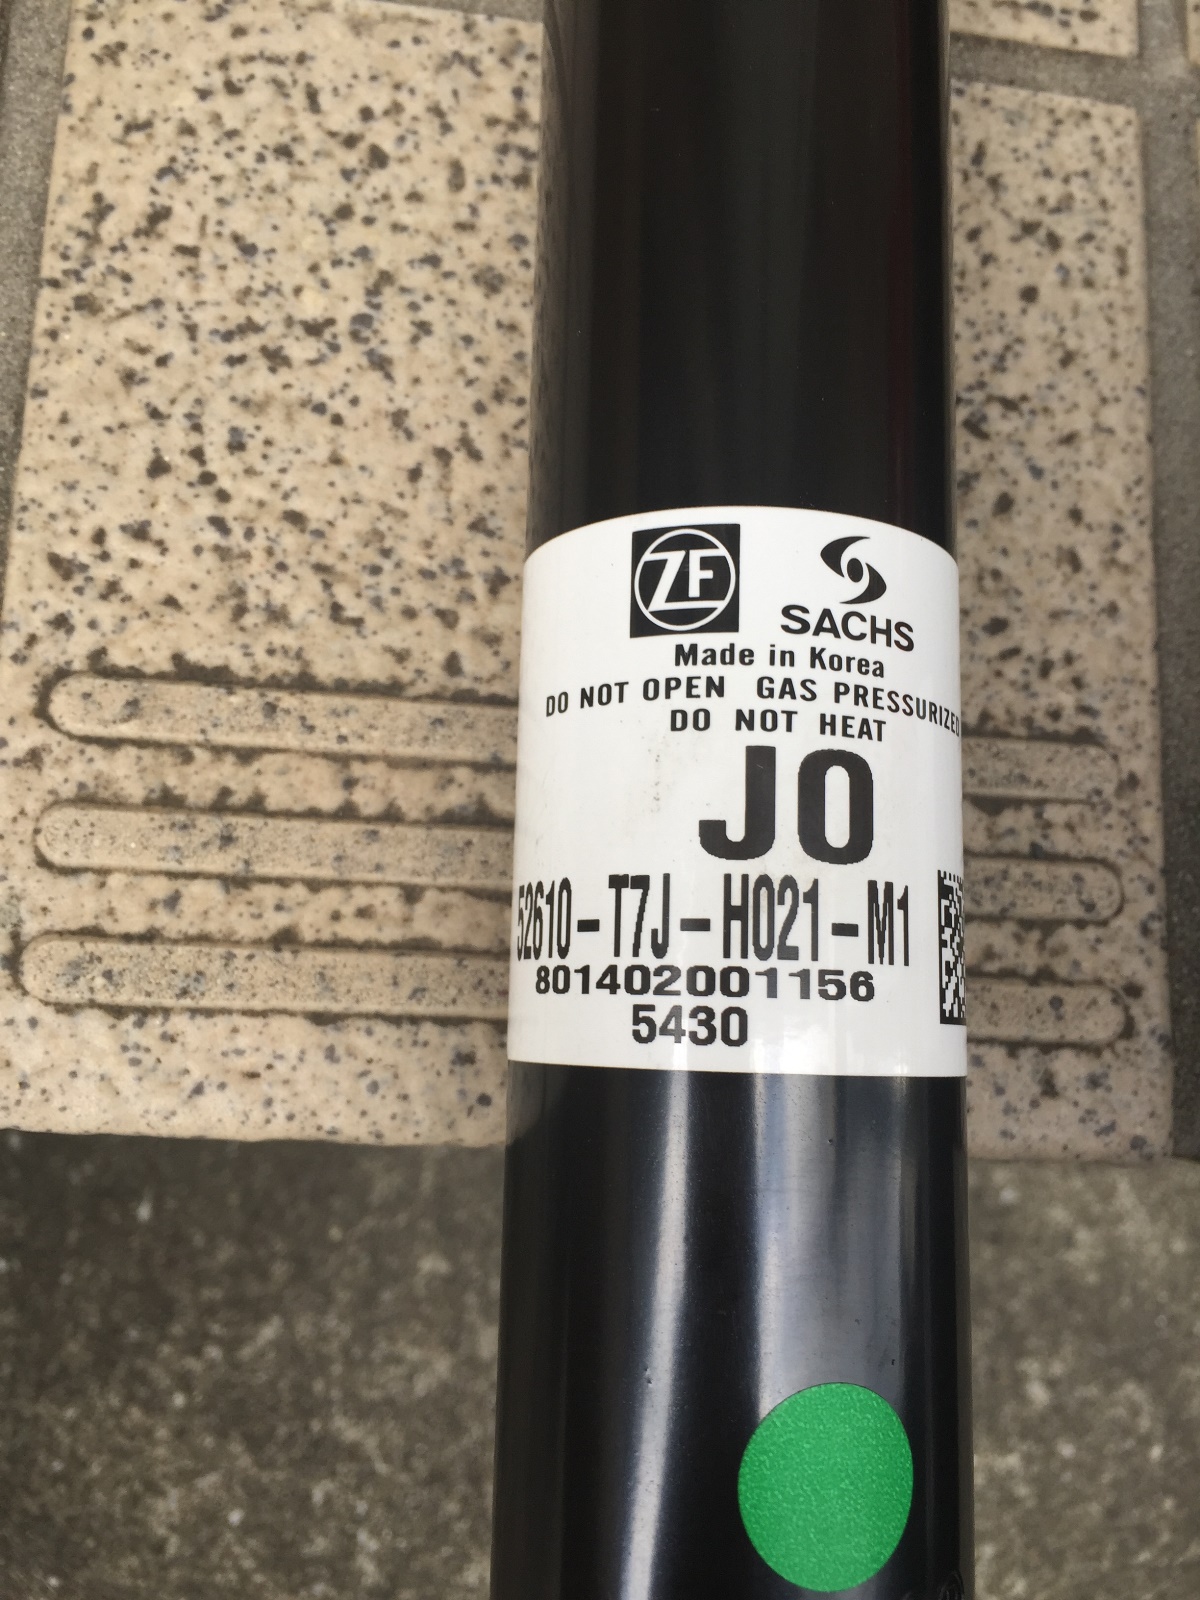 ZF SACHS
Made in Korea
DO NOT OPEN GAS PRESSURIZED
DO NOT HEAT
J0
52610-T7J-H021-M1
801402001156
5430